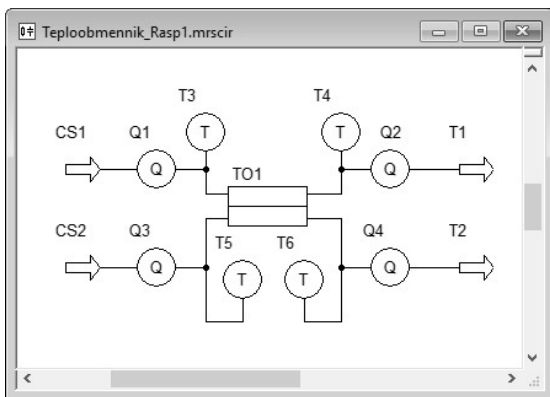 Teploobmennik_Rasp1.mrscir
T3 T4
CS1 Q1 Q2 T1
T T
Q TO1 Q
CS2 Q3 T5 T6 Q4 T2
Q T T Q